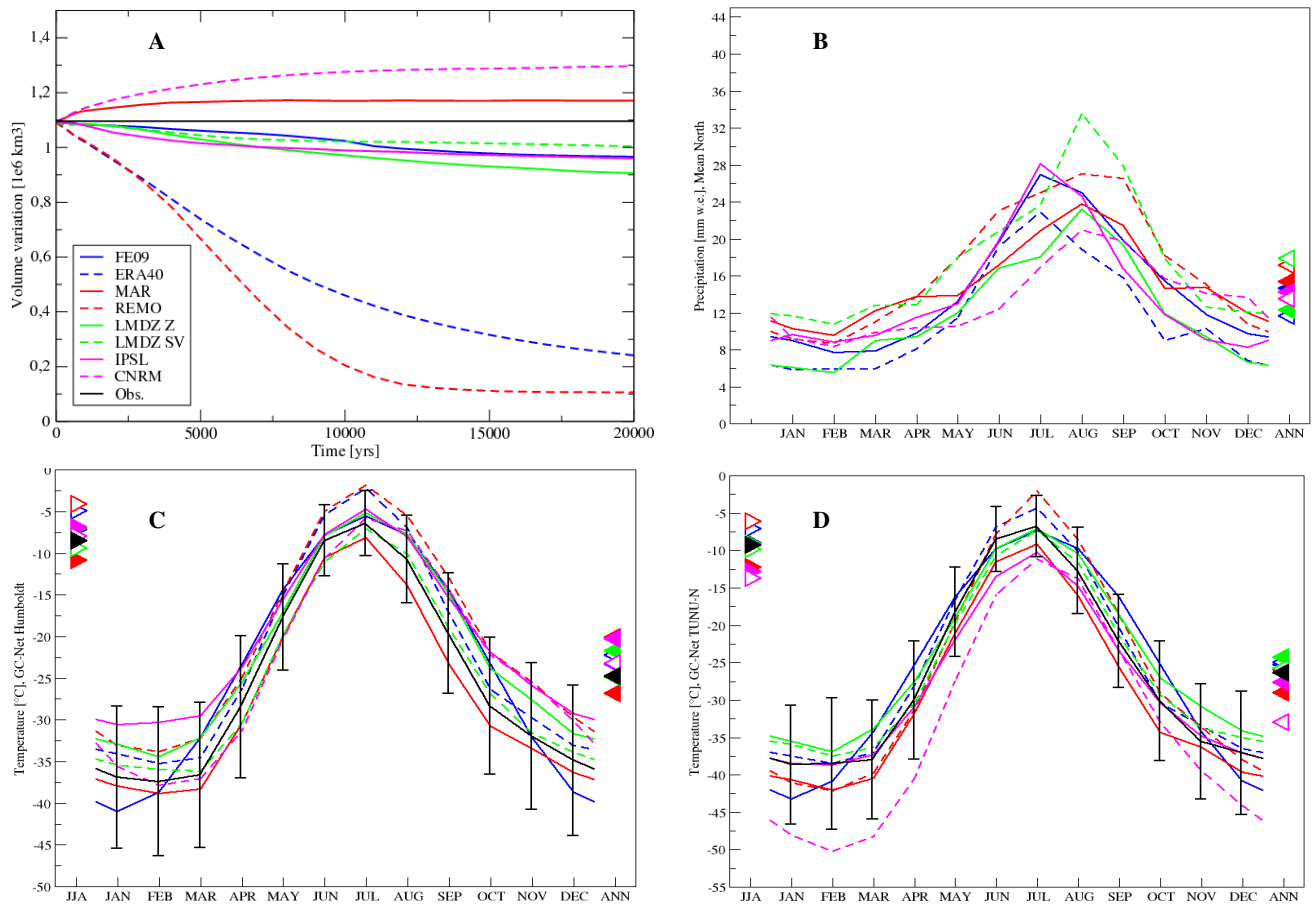 A
Volume variation [1e6 km3]
1,4
1,2
1
0,8
0,6
0,4
0,2
0
FE09
ERA40
MAR
REMO
LMDZ Z
LMDZ SV
IPSL
CNRM
Obs.
0 5000 10000 15000 20000
Time [yrs]
B
Precipitation [mm w.e.], Mean North
44
40
36
32
28
24
20
16
12
8
4
0
JAN FEB MAR APR MAY JUN JUL AUG SEP OCT NOV DEC ANN
C
Temperature [°C], GC-Net Humboldt
0
-5
-10
-15
-20
-25
-30
-35
-40
-45
-50
JJA JAN FEB MAR APR MAY JUN JUL AUG SEP OCT NOV DEC ANN
D
Temperature [°C], GC-Net TUNU-N
0
-5
-10
-15
-20
-25
-30
-35
-40
-45
-50
-55
JJA JAN FEB MAR APR MAY JUN JUL AUG SEP OCT NOV DEC ANN